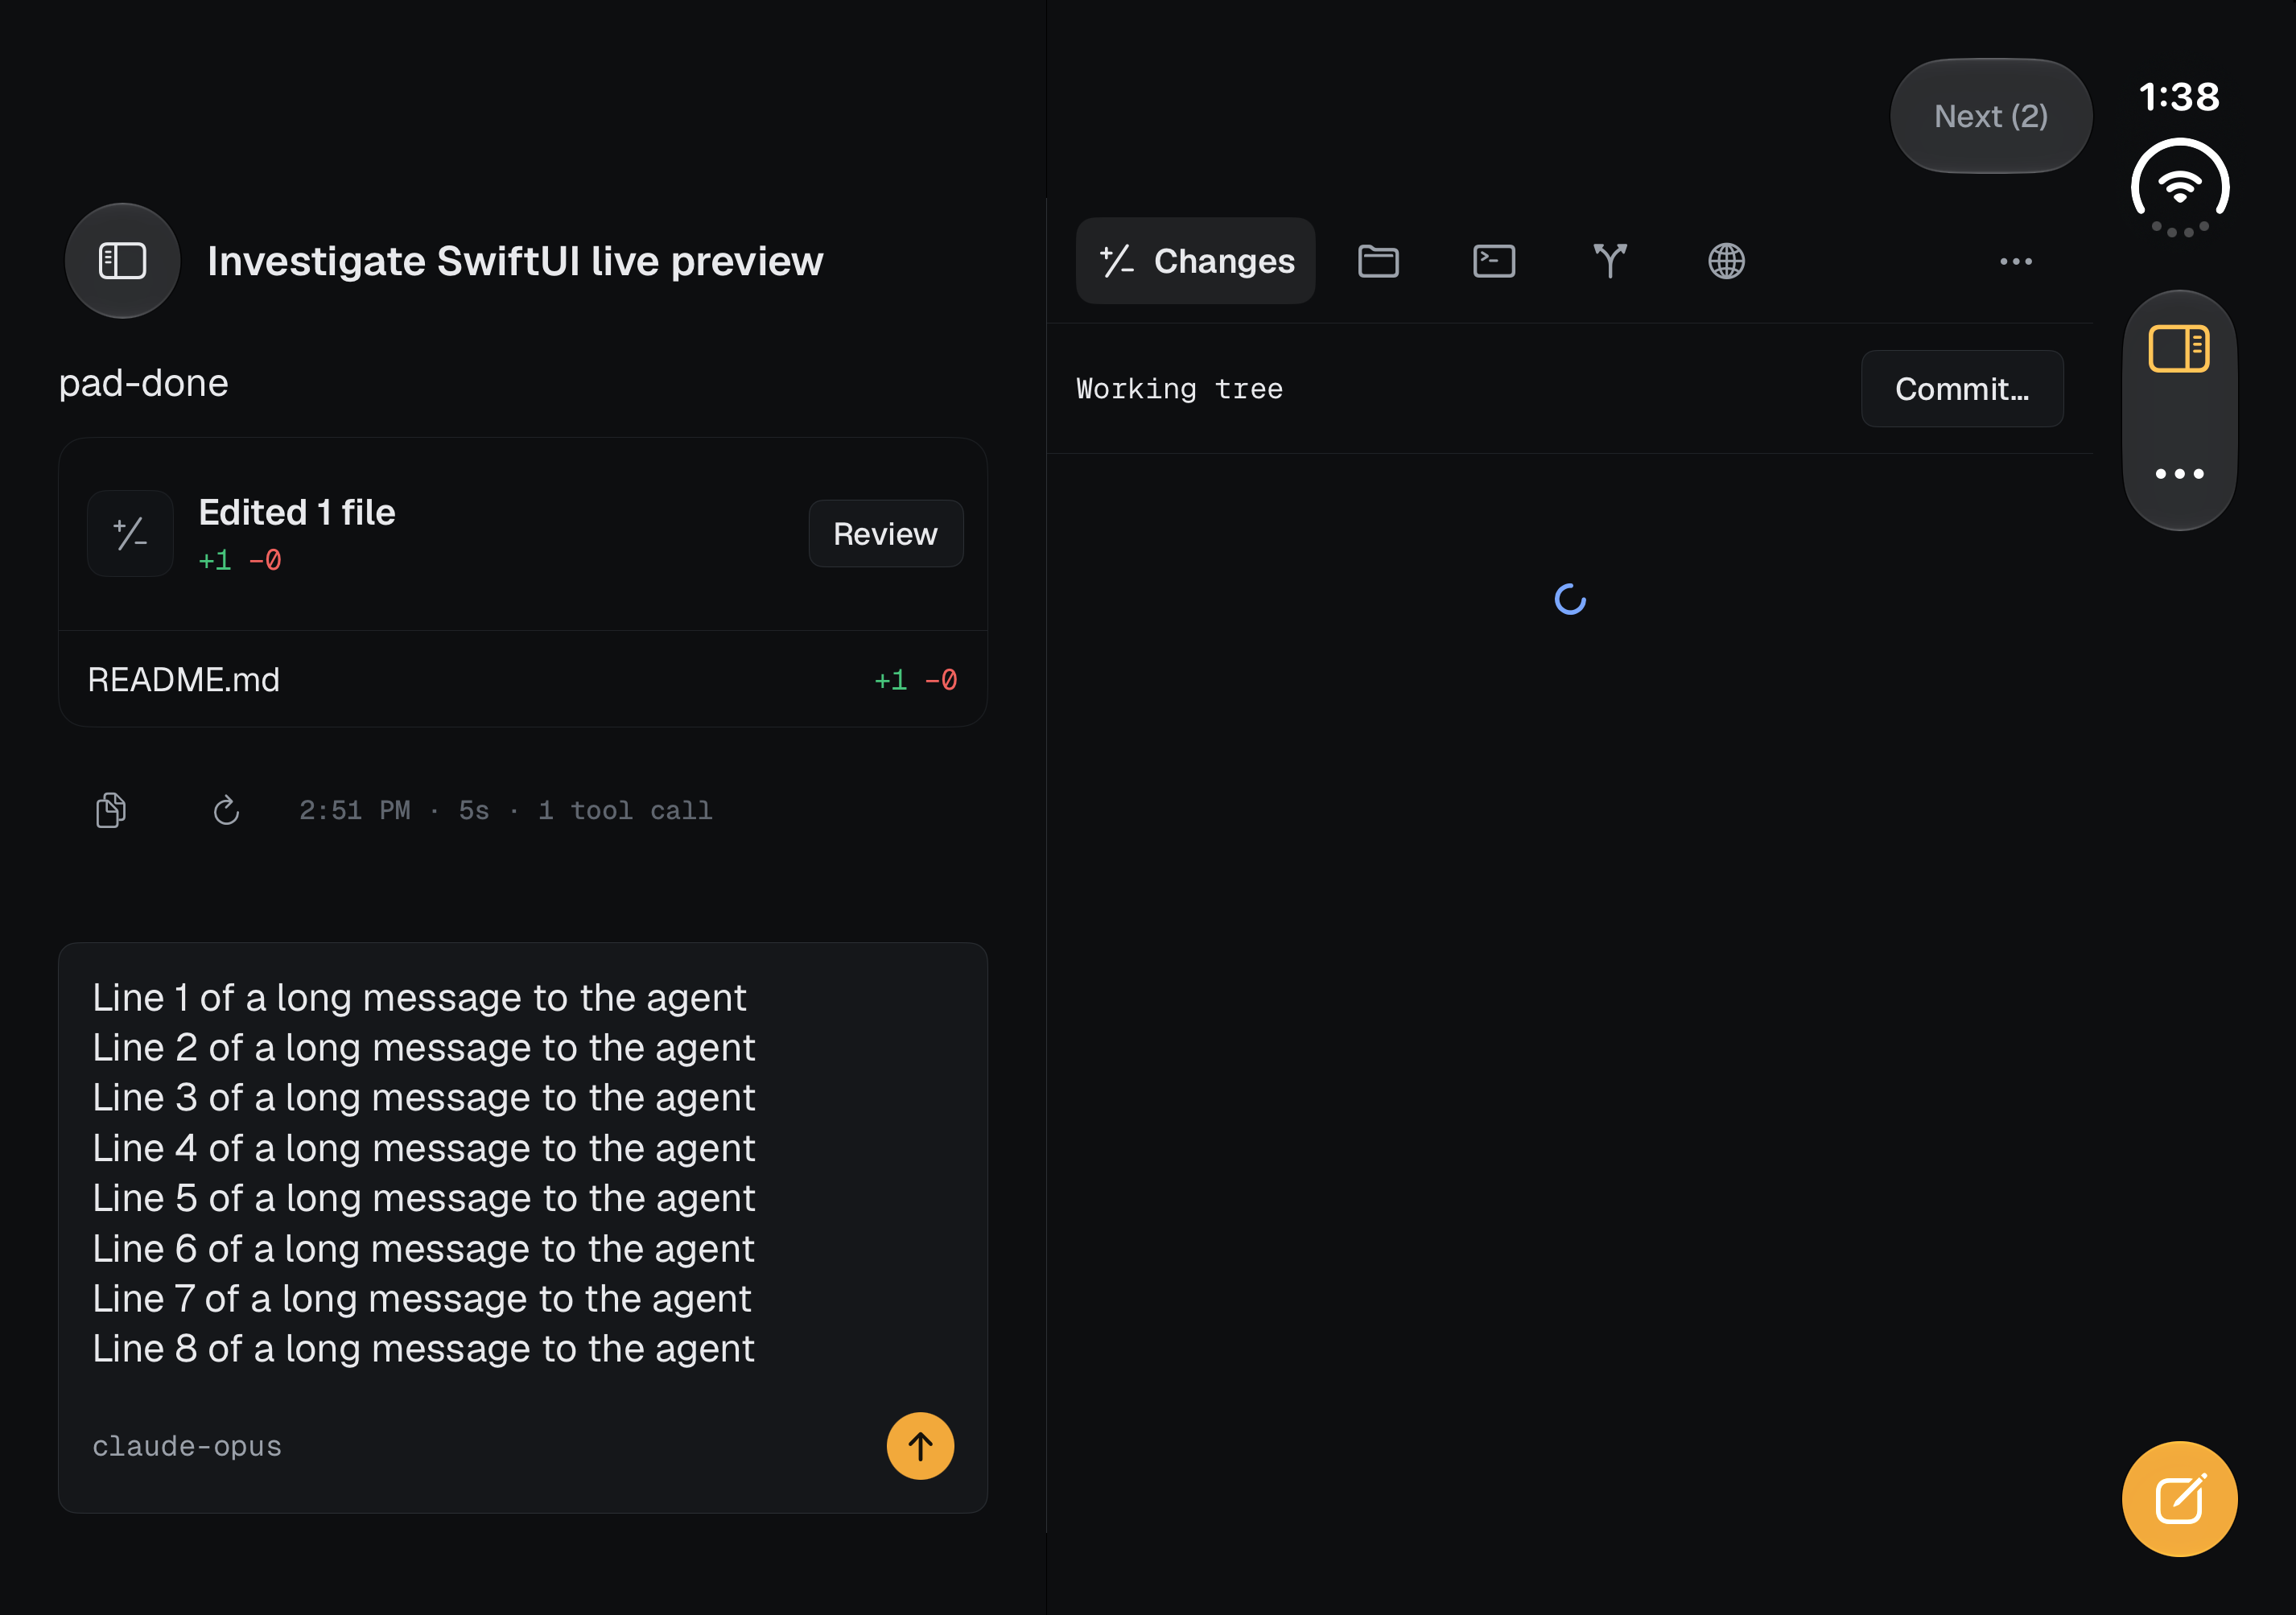 Next (2)
1:38
Investigate SwiftUI live preview
Changes
pad-done
Working tree
Commit…
Edited 1 file
+1 −0
Review
README.md
+1 −0
2:51 PM · 5s · 1 tool call
Line 1 of a long message to the agent
Line 2 of a long message to the agent
Line 3 of a long message to the agent
Line 4 of a long message to the agent
Line 5 of a long message to the agent
Line 6 of a long message to the agent
Line 7 of a long message to the agent
Line 8 of a long message to the agent
claude-opus